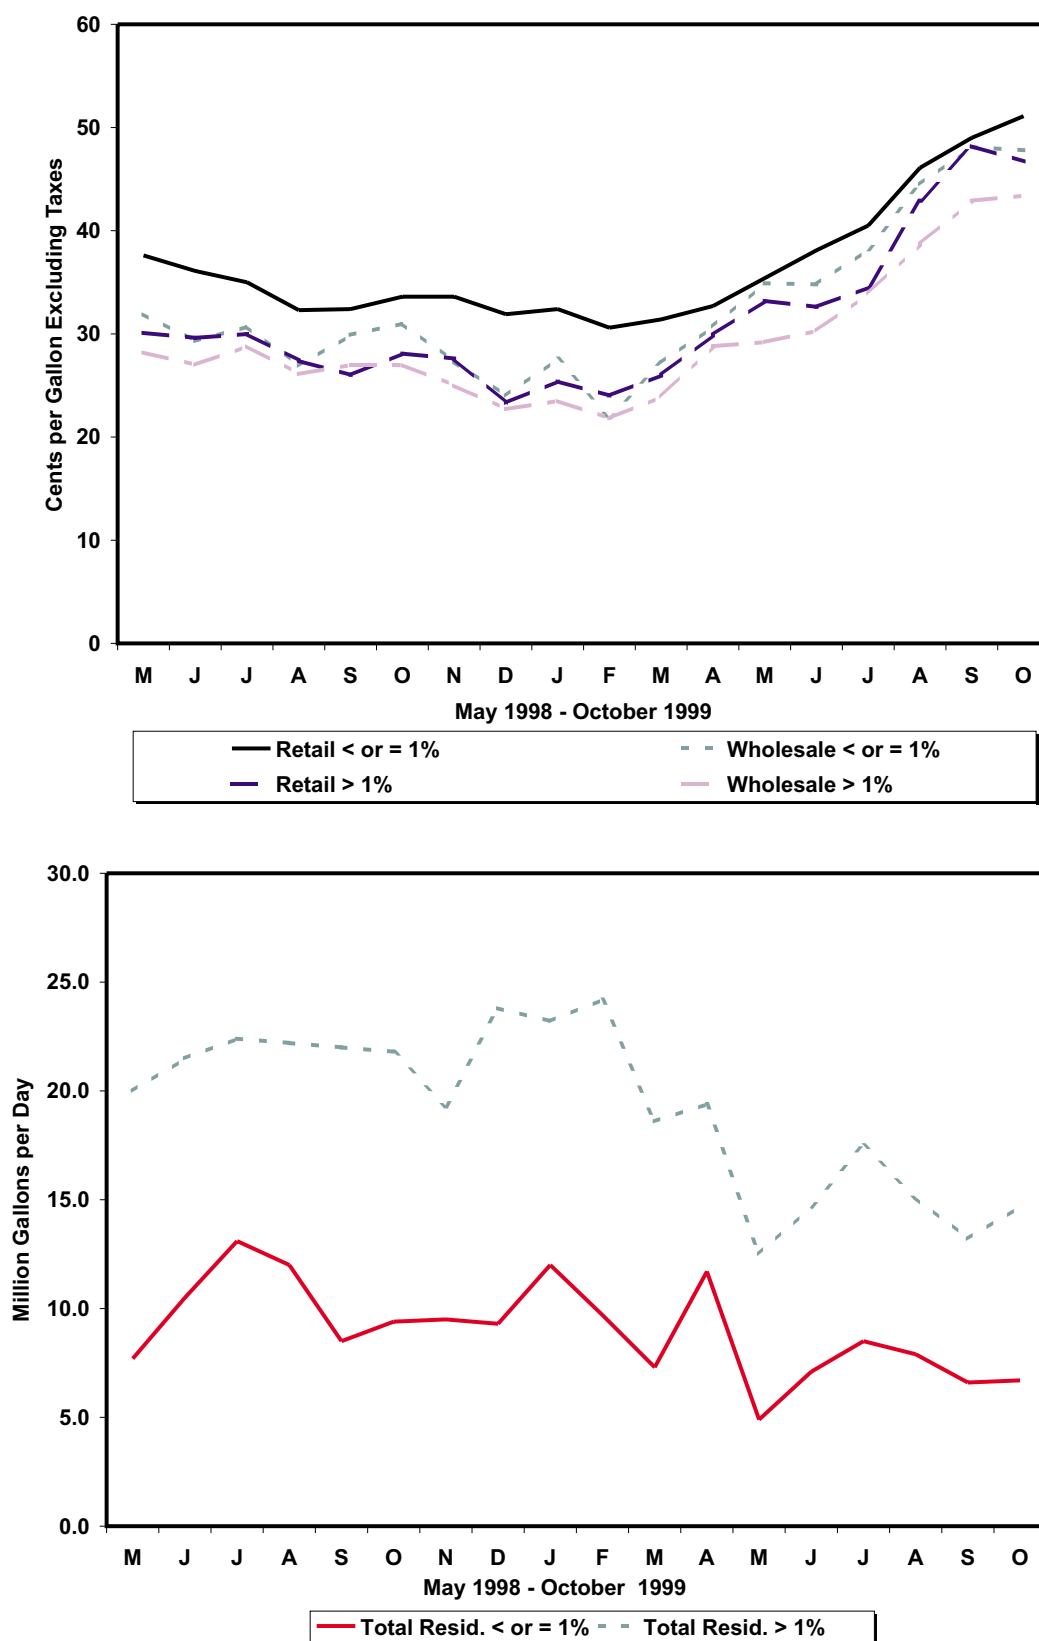 60
50
40
30
20
10
0
Cents per Gallon Excluding Taxes
M J J A S O N D J F M A M J J A S O
May 1998 - October 1999
Retail < or = 1% Wholesale < or = 1%
Retail > 1% Wholesale > 1%
30.0
25.0
20.0
15.0
10.0
5.0
0.0
Million Gallons per Day
M J J A S O N D J F M A M J J A S O
May 1998 - October 1999
Total Resid. < or = 1% Total Resid. > 1%